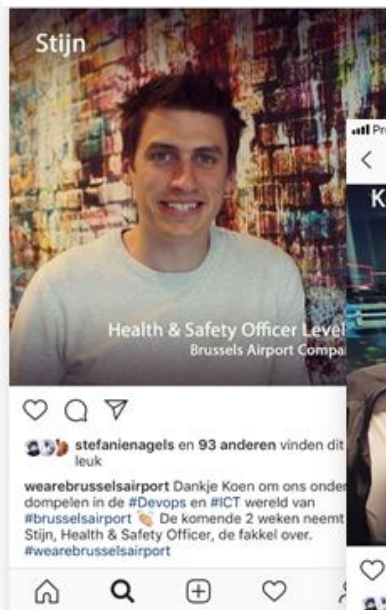 Stijn
Health & Safety Officer Level
Brussels Airport
stefanienagels en 93 anderen vinden dit
leuk
wearebrusselsairport Dankje Koen om ons
dompelen in de #Devops en #ICT wereld van
#brusselsairport 👏 De komende 2 weken neemt
Stijn, Health & Safety Officer, de fakkel over.
#wearebrusselsairport
K